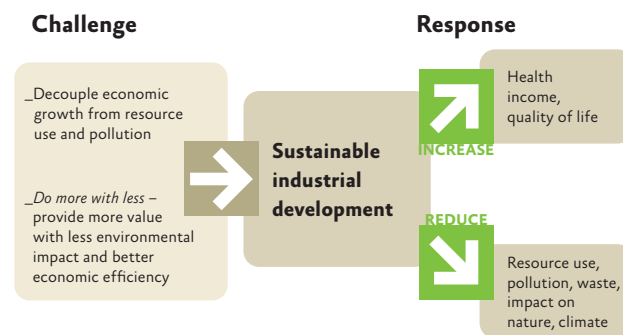 Challenge
Response
_Decouple economic
growth from resource
use and pollution
_Do more with less –
provide more value
with less environmental
impact and better
economic efficiency
Sustainable
industrial
development
INCREASE
Health
income,
quality of life
REDUCE
Resource use,
pollution, waste,
impact on
nature, climate